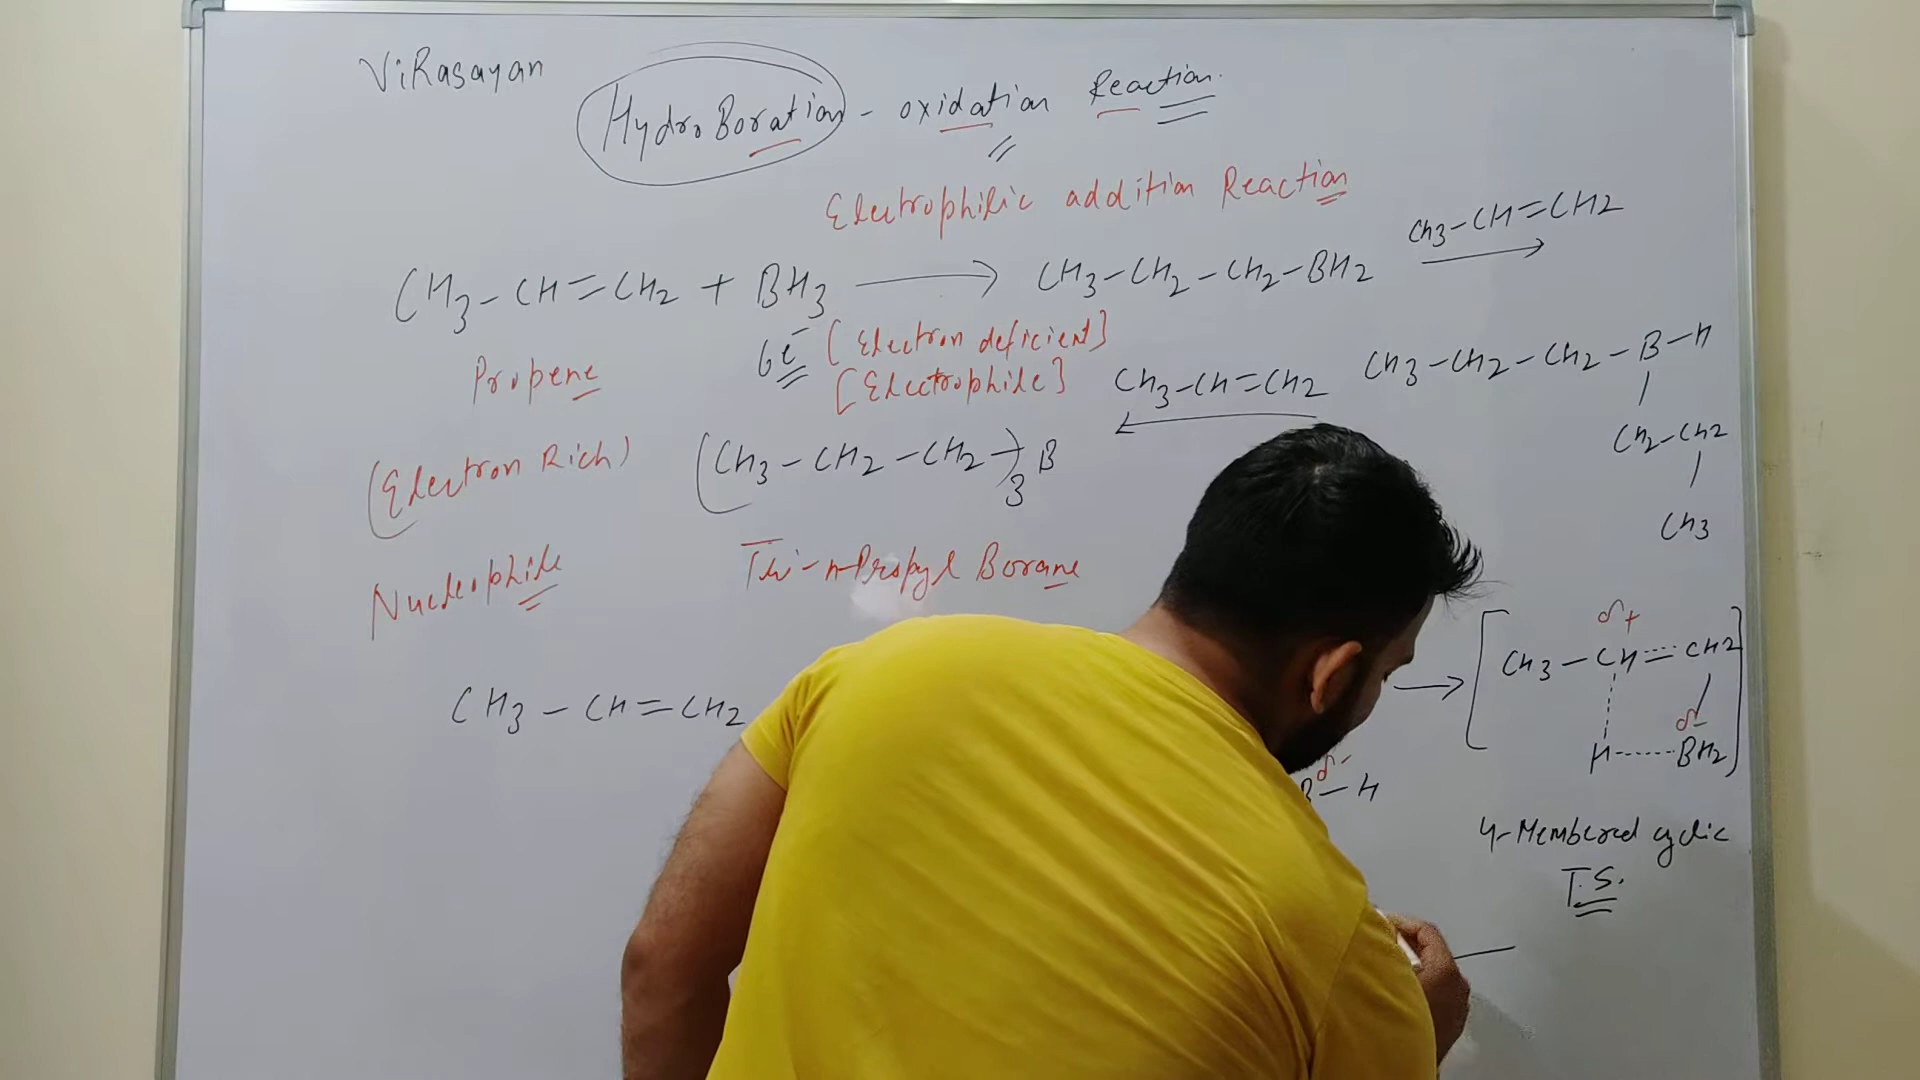 ViRasayan
HydroBoration - oxidation Reaction.
Electrophilic addition Reaction
CH3-CH=CH2 + BH3 ⟶ CH3-CH2-CH2-BH2
CH3-CH=CH2
Propene
6e-
[Electron deficient]
[Electrophile]
CH3-CH=CH2
CH3-CH2-CH2-B-H
CH2-CH2
CH3
(Electron Rich)
(CH3-CH2-CH2)3 B
Nucleophile
Tri-n-Propyl Borane
CH3-CH=CH2
δ+
CH3-CH=CH2
δ-
H-----BH2
δ-
B-H
4-Membered cyclic
T.S.